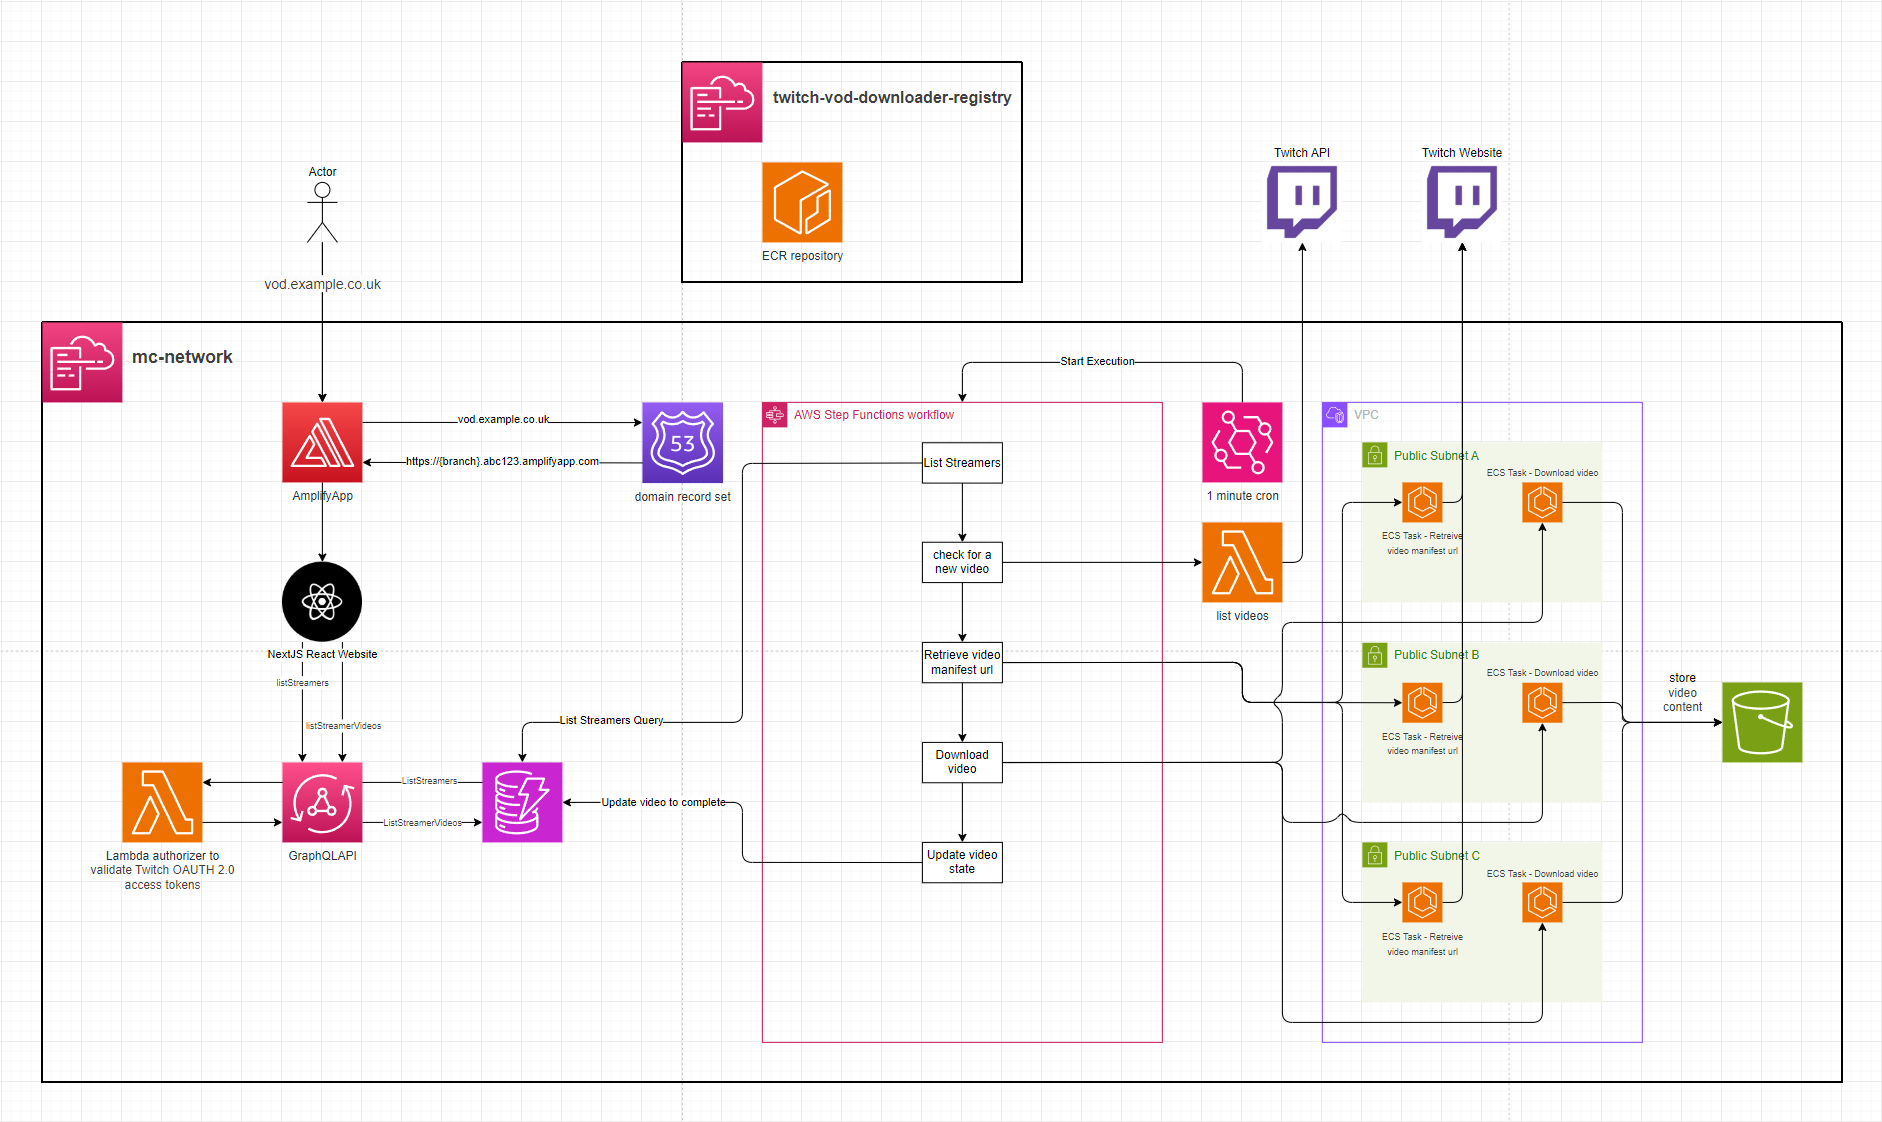 twitch-vod-downloader-registry
ECR repository
Twitch API
Twitch Website
Actor
vod.example.co.uk
mc-network
Start Execution
AWS Step Functions workflow
VPC
vod.example.co.uk
53
https://{branch}.abc123.amplifyapp.com
AmplifyApp
domain record set
List Streamers
1 minute cron
Public Subnet A
ECS Task - Download video
ECS Task - Retreive
video manifest url
check for a
new video
list videos
NextJS React Website
listStreamers
listStreamerVideos
Retrieve video
manifest url
Public Subnet B
ECS Task - Download video
ECS Task - Retreive
video manifest url
store
video
content
List Streamers Query
Download
video
ListStreamers
ListStreamerVideos
Update video to complete
Lambda authorizer to
validate Twitch OAUTH 2.0
access tokens
GraphQLAPI
Update video
state
Public Subnet C
ECS Task - Download video
ECS Task - Retreive
video manifest url